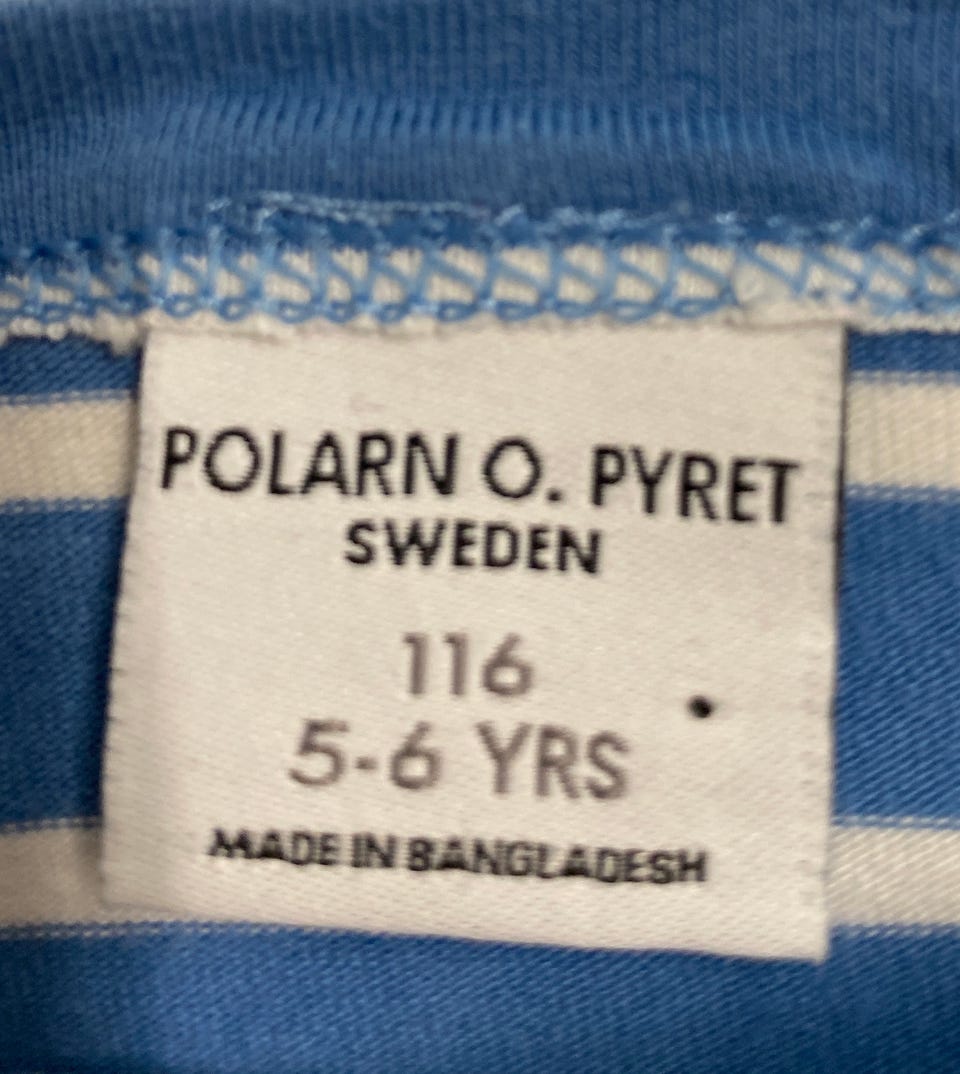 POLARN O. PYRET
SWEDEN
116
5-6 YRS
MADE IN BANGLADESH